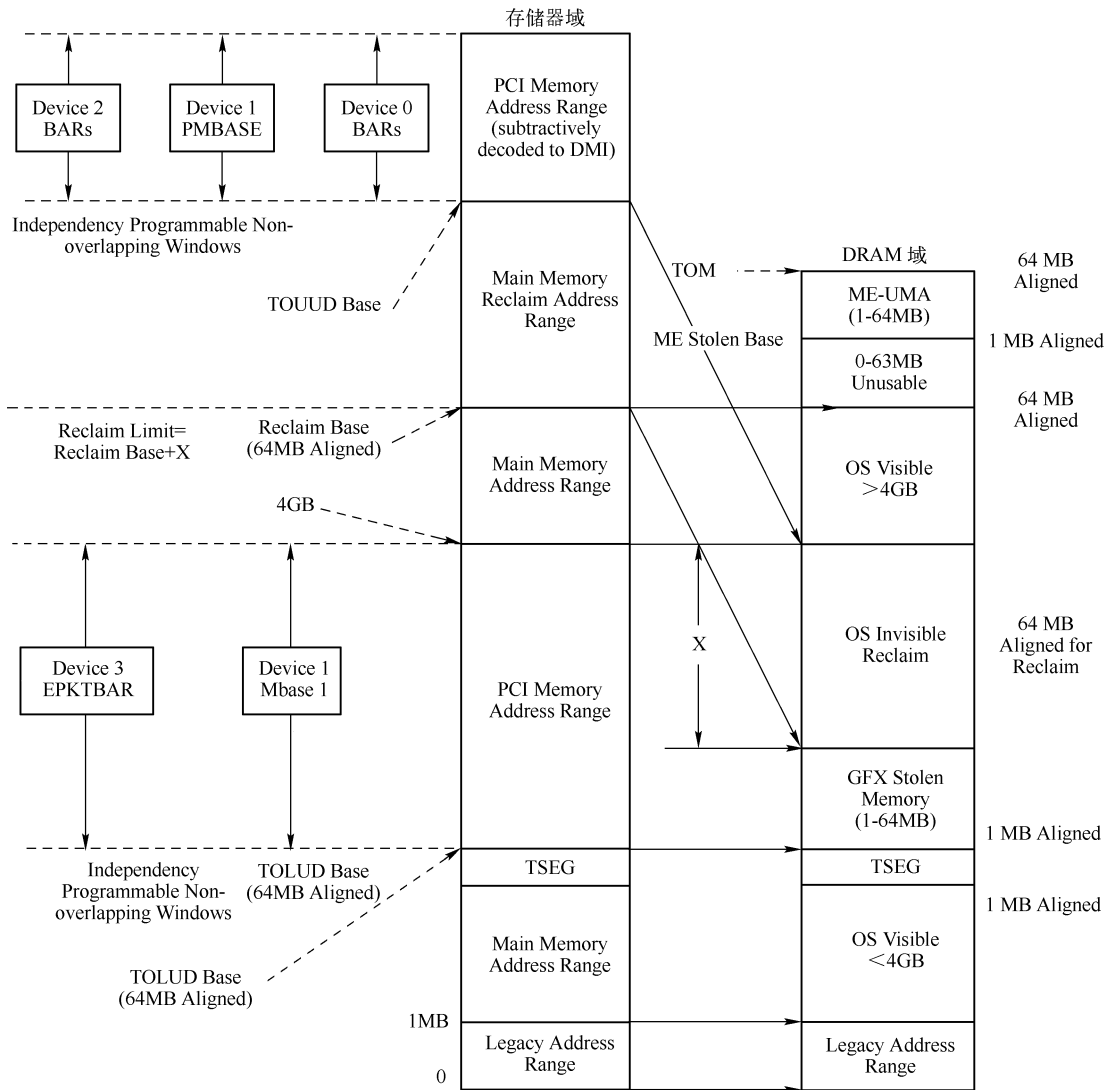 存储器域
Device 2
BARs
Device 1
PMBASE
Device 0
BARs
PCI Memory
Address Range
(subtractively
decoded to DMI)
Independency Programmable Non-
overlapping Windows
TOUUD Base
Main Memory
Reclaim Address
Range
DRAM 域
TOM
64 MB
Aligned
ME-UMA
(1-64MB)
ME Stolen Base
1 MB Aligned
0-63MB
Unusable
64 MB
Aligned
Reclaim Limit=
Reclaim Base+X
Reclaim Base
(64MB Aligned)
Main Memory
Address Range
OS Visible
＞4GB
4GB
Device 3
EPKTBAR
Device 1
Mbase 1
PCI Memory
Address Range
X
OS Invisible
Reclaim
64 MB
Aligned for
Reclaim
GFX Stolen
Memory
(1-64MB)
1 MB Aligned
Independency
Programmable Non-
overlapping Windows
TOLUD Base
(64MB Aligned)
TSEG
TSEG
1 MB Aligned
TOLUD Base
(64MB Aligned)
Main Memory
Address Range
OS Visible
＜4GB
1MB
Legacy Address
Range
Legacy Address
Range
0